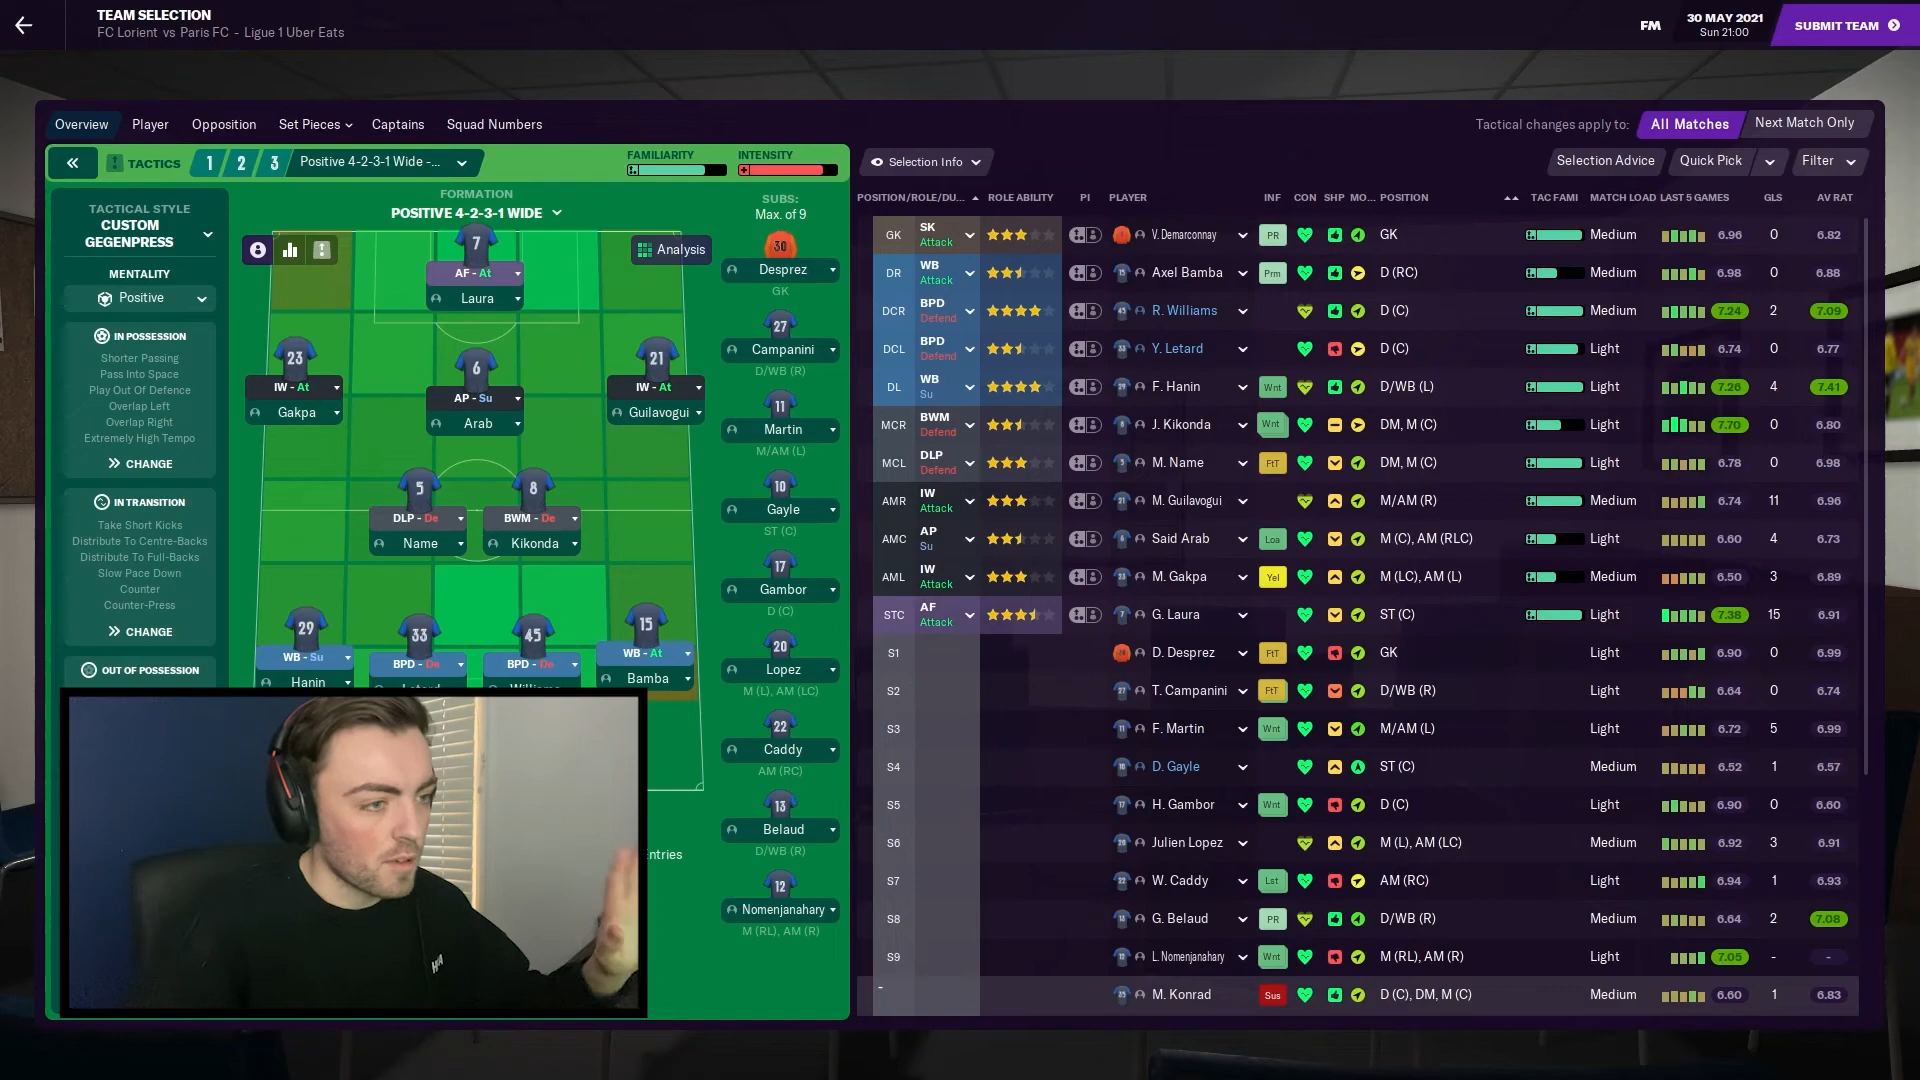 TEAM SELECTION
FC Lorient vs Paris FC - Ligue 1 Uber Eats
FM
30 MAY 2021
Sun 21:00
SUBMIT TEAM
Overview Player Opposition Set Pieces Captains Squad Numbers
Tactical changes apply to: All Matches Next Match Only
TACTICS 1 2 3 Positive 4-2-3-1 Wide -...
FAMILIARITY
INTENSITY
TACTICAL STYLE
CUSTOM
GEGENPRESS
MENTALITY
Positive
IN POSSESSION
Shorter Passing
Pass Into Space
Play Out Of Defence
Overlap Left
Overlap Right
Extremely High Tempo
CHANGE
IN TRANSITION
Take Short Kicks
Distribute To Centre-Backs
Distribute To Full-Backs
Slow Pace Down
Counter
Counter-Press
CHANGE
OUT OF POSSESSION
FORMATION
POSITIVE 4-2-3-1 WIDE
Analysis
7
AF - At
Laura
23
IW - At
Gakpa
6
AP - Su
Arab
21
IW - At
Guilavogui
5
DLP - De
Name
8
BWM - De
Kikonda
29
WB - Su
Hanin
33
BPD - De
45
BPD - De
15
WB - At
Bamba
SUBS:
Max. of 9
30
Desprez
GK
27
Campanini
D/WB (R)
11
Martin
M/AM (L)
10
Gayle
ST (C)
17
Gambor
D (C)
20
Lopez
M (L), AM (LC)
22
Caddy
AM (RC)
13
Belaud
D/WB (R)
12
Nomenjanahary
M (RL), AM (R)
Selection Info
Selection Advice Quick Pick Filter
POSITION/ROLE/DU... ROLE ABILITY PI PLAYER INF CON SHP MO... POSITION TAC FAMI MATCH LOAD LAST 5 GAMES GLS AV RAT
GK SK Attack V. Demarconnay PR GK Medium 6.96 0 6.82
DR WB Attack Axel Bamba Prm D (RC) Medium 6.98 0 6.88
DCR BPD Defend R. Williams D (C) Medium 7.24 2 7.09
DCL BPD Defend Y. Letard D (C) Light 6.74 0 6.77
DL WB Su F. Hanin Wnt D/WB (L) Light 7.26 4 7.41
MCR BWM Defend J. Kikonda Wnt DM, M (C) Light 7.70 0 6.80
MCL DLP Defend M. Name FtT DM, M (C) Light 6.78 0 6.98
AMR IW Attack M. Guilavogui M/AM (R) Medium 6.74 11 6.96
AMC AP Su Said Arab Loa M (C), AM (RLC) Light 6.60 4 6.73
AML IW Attack M. Gakpa Yel M (LC), AM (L) Medium 6.50 3 6.89
STC AF Attack G. Laura ST (C) Light 7.38 15 6.91
S1 D. Desprez FtT GK Light 6.90 0 6.99
S2 T. Campanini FtT D/WB (R) Light 6.64 0 6.74
S3 F. Martin Wnt M/AM (L) Light 6.72 5 6.99
S4 D. Gayle ST (C) Medium 6.52 1 6.57
S5 H. Gambor Wnt D (C) Light 6.90 0 6.60
S6 Julien Lopez M (L), AM (LC) Medium 6.92 3 6.91
S7 W. Caddy Lst AM (RC) Light 6.94 1 6.93
S8 G. Belaud PR D/WB (R) Medium 6.64 2 7.08
S9 L. Nomenjanahary Wnt M (RL), AM (R) Light 7.05 - -
- M. Konrad Sus D (C), DM, M (C) Medium 6.60 1 6.83